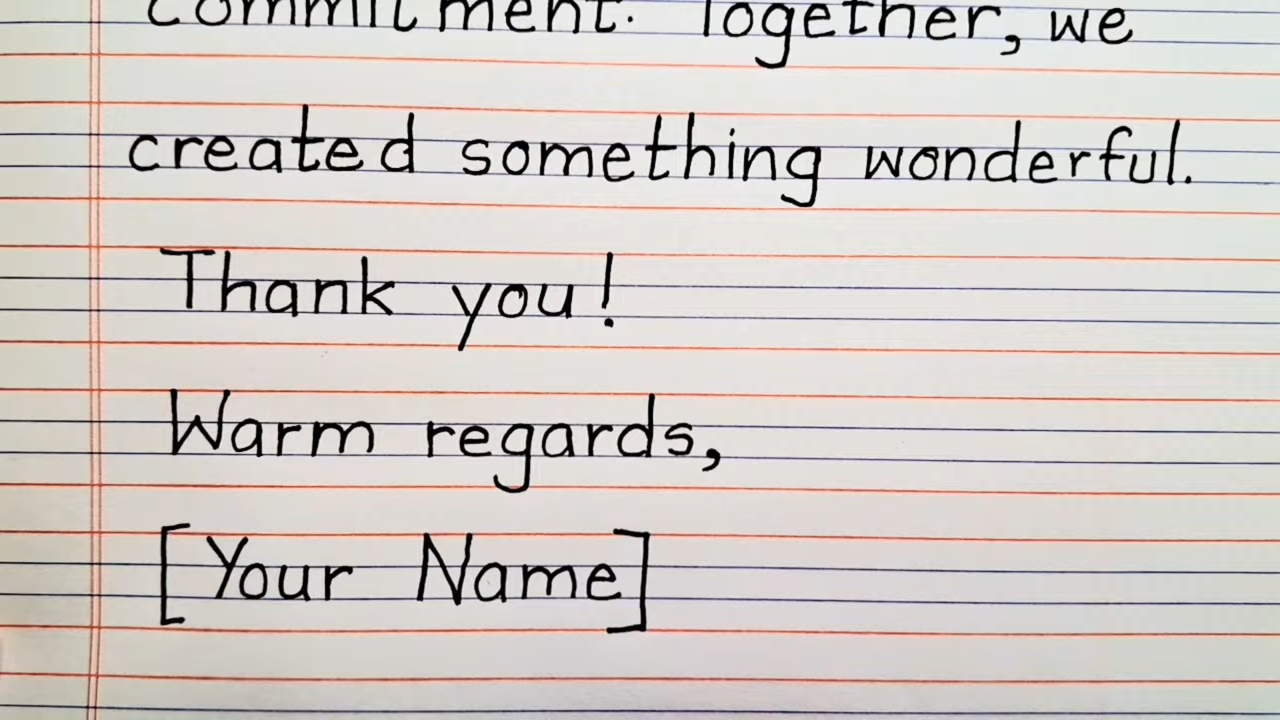 commitment. Together, we
created something wonderful.
Thank you!
Warm regards,
[Your Name]